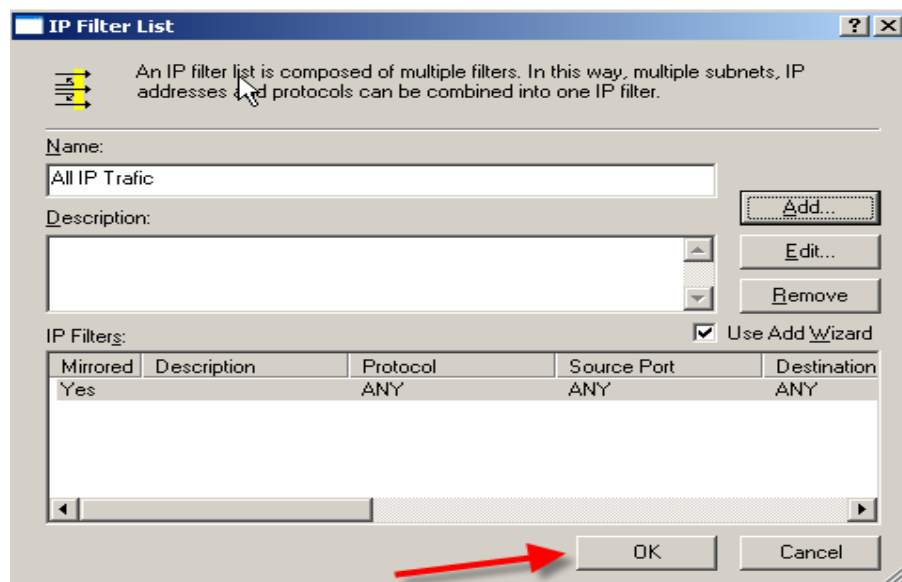 IP Filter List
An IP filter list is composed of multiple filters. In this way, multiple subnets, IP
addresses and protocols can be combined into one IP filter.
Name:
All IP Trafic
Add...
Description:
Edit...
Remove
IP Filters:
Use Add Wizard
Mirrored Description Protocol Source Port Destination
Yes ANY ANY ANY
OK Cancel